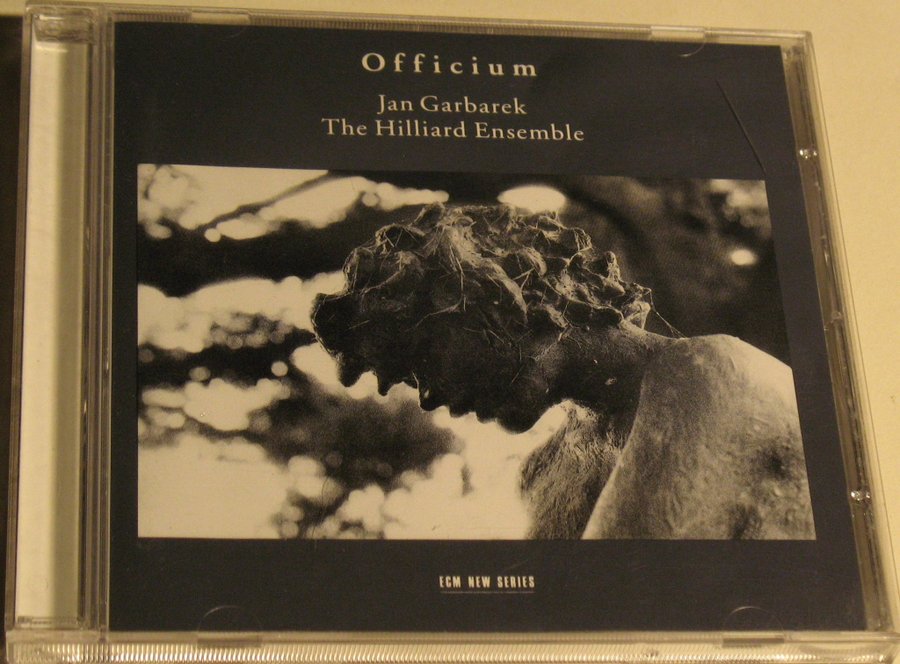 Officium
Jan Garbarek
The Hilliard Ensemble
ECM NEW SERIES